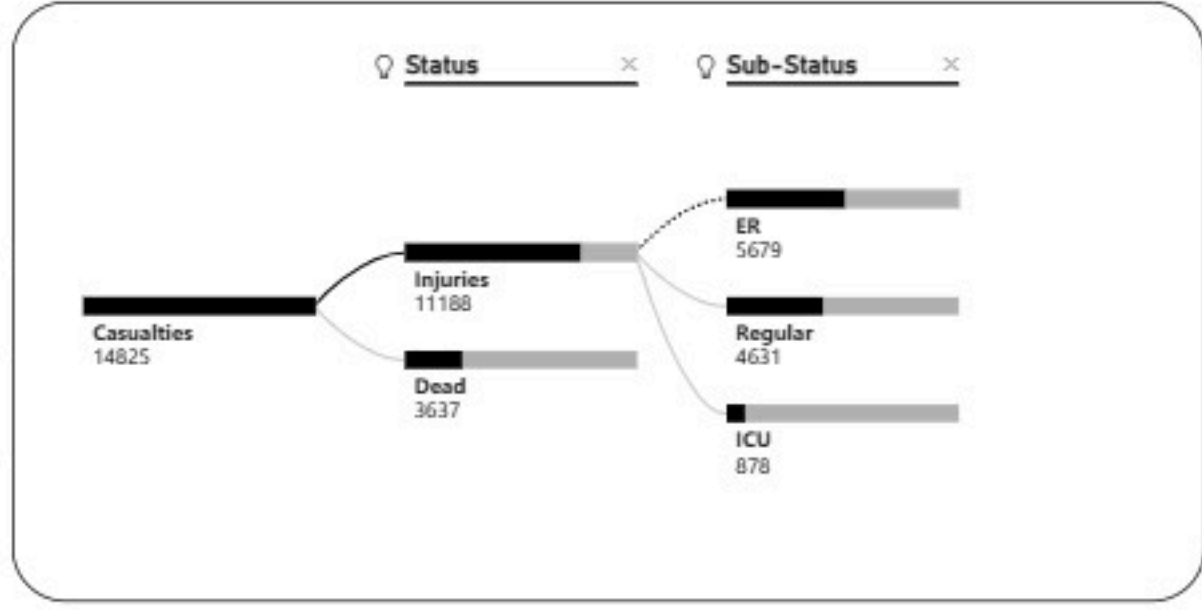 Status
Sub-Status
Casualties
14825
Injuries
11188
Dead
3637
ER
5679
Regular
4631
ICU
878